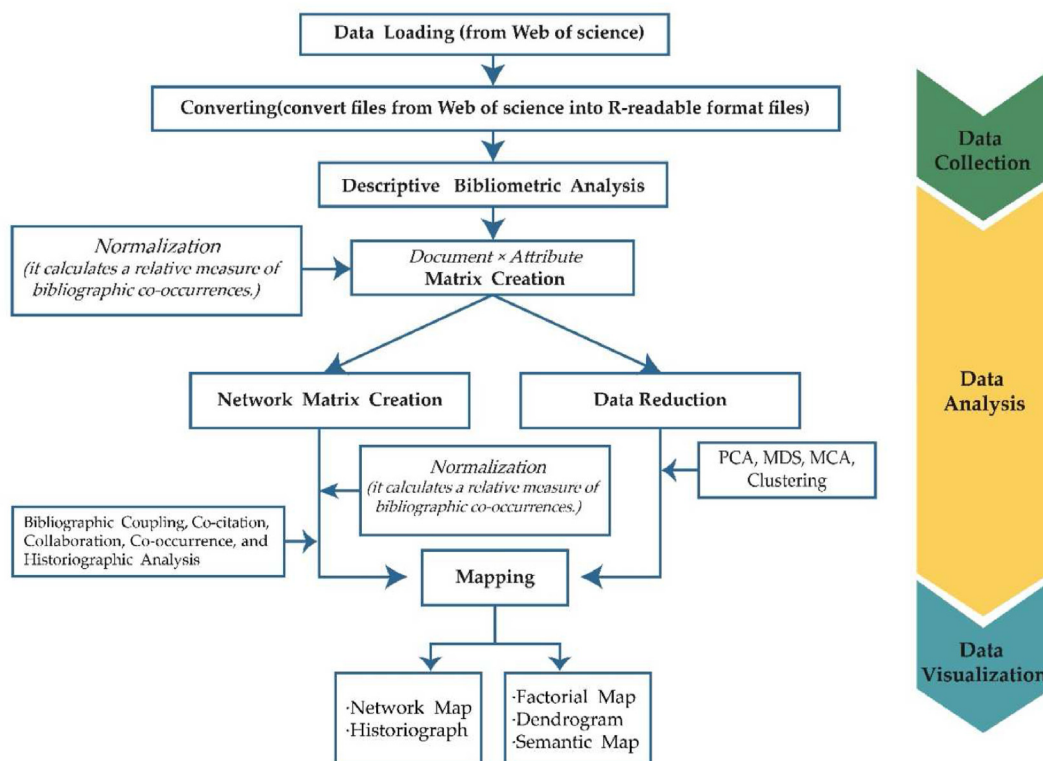 Data Loading (from Web of science)
Converting(convert files from Web of science into R-readable format files)
Descriptive Bibliometric Analysis
Normalization
(it calculates a relative measure of
bibliographic co-occurrences.)
Document × Attribute
Matrix Creation
Network Matrix Creation
Data Reduction
Normalization
(it calculates a relative measure of
bibliographic co-occurrences.)
PCA, MDS, MCA,
Clustering
Bibliographic Coupling, Co-citation,
Collaboration, Co-occurrence, and
Historiographic Analysis
Mapping
·Network Map
·Historiograph
·Factorial Map
·Dendrogram
·Semantic Map
Data
Collection
Data
Analysis
Data
Visualization